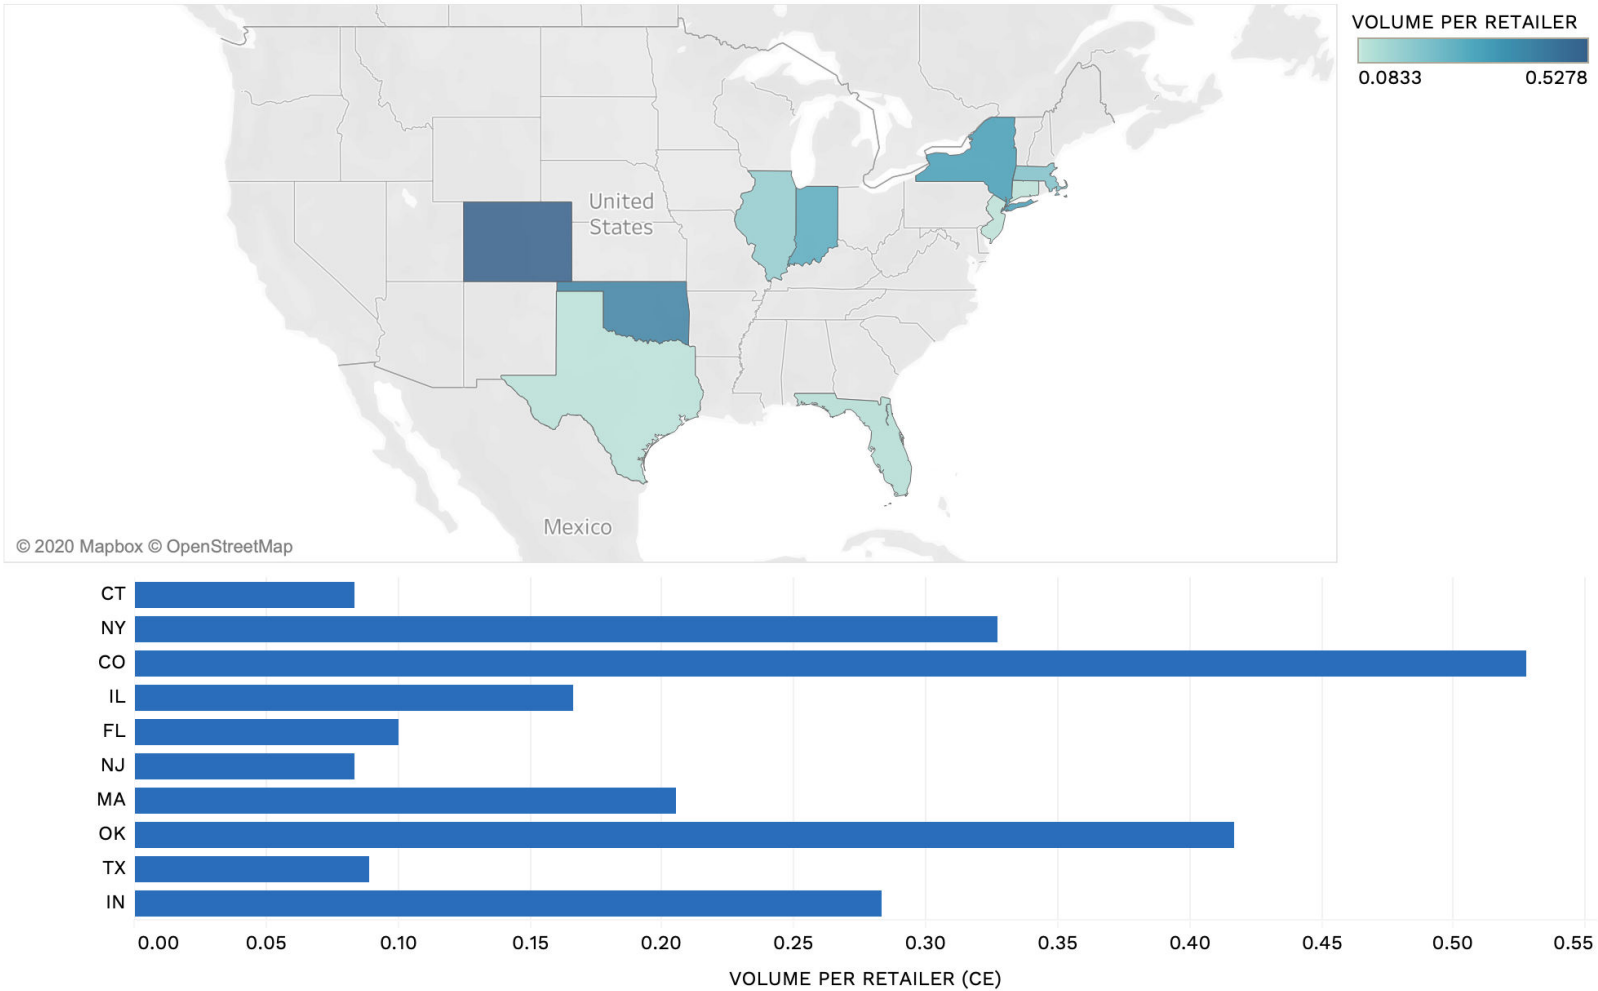 VOLUME PER RETAILER
0.0833 0.5278
United
States
Mexico
© 2020 Mapbox © OpenStreetMap
CT
NY
CO
IL
FL
NJ
MA
OK
TX
IN
0.00 0.05 0.10 0.15 0.20 0.25 0.30 0.35 0.40 0.45 0.50 0.55
VOLUME PER RETAILER (CE)